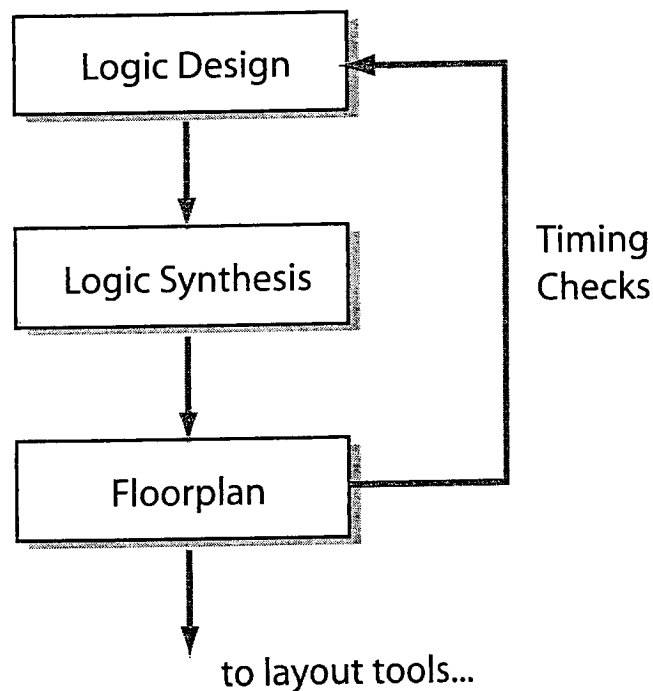 Logic Design
Timing
Checks
Logic Synthesis
Floorplan
to layout tools...